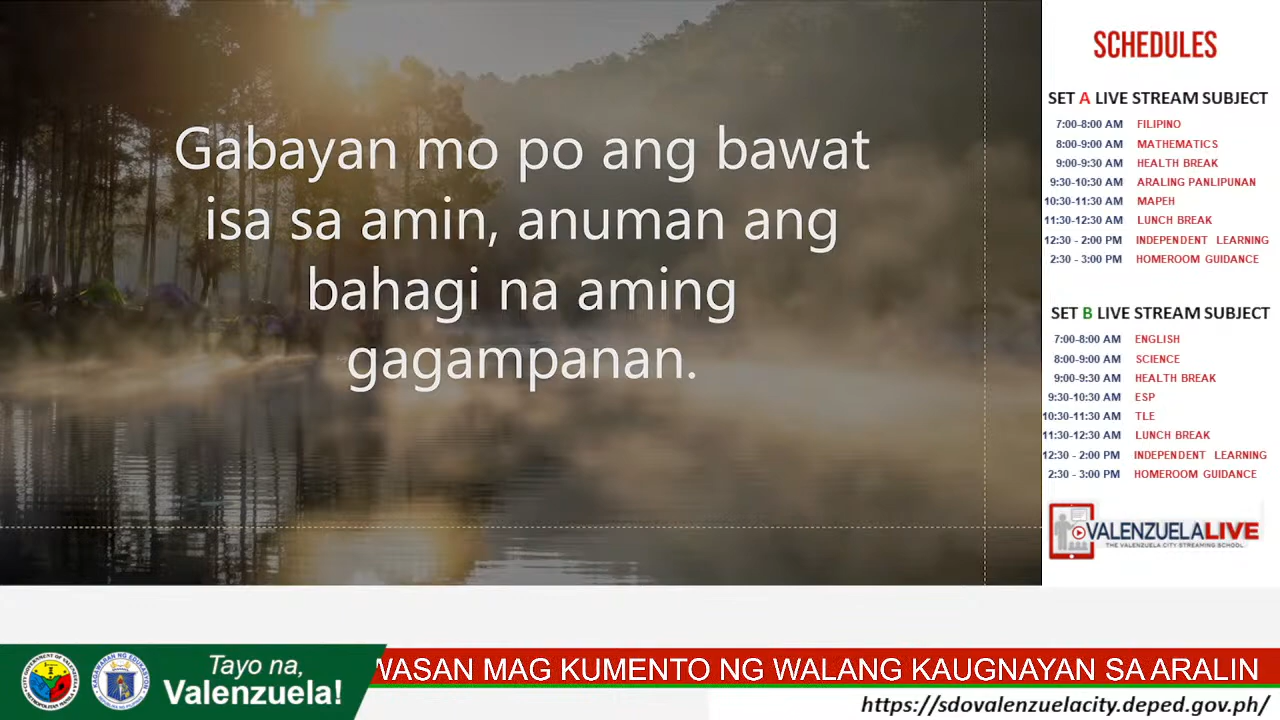 Gabayan mo po ang bawat
isa sa amin, anuman ang
bahagi na aming
gagampanan.
SCHEDULES
SET A LIVE STREAM SUBJECT
7:00-8:00 AM FILIPINO
8:00-9:00 AM MATHEMATICS
9:00-9:30 AM HEALTH BREAK
9:30-10:30 AM ARALING PANLIPUNAN
10:30-11:30 AM MAPEH
11:30-12:30 AM LUNCH BREAK
12:30 - 2:00 PM INDEPENDENT LEARNING
2:30 - 3:00 PM HOMEROOM GUIDANCE
SET B LIVE STREAM SUBJECT
7:00-8:00 AM ENGLISH
8:00-9:00 AM SCIENCE
9:00-9:30 AM HEALTH BREAK
9:30-10:30 AM ESP
10:30-11:30 AM TLE
11:30-12:30 AM LUNCH BREAK
12:30 - 2:00 PM INDEPENDENT LEARNING
2:30 - 3:00 PM HOMEROOM GUIDANCE
VALENZUELALIVE
THE VALENZUELA CITY STREAMING SCHOOL
Tayo na,
Valenzuela!
WASAN MAG KUMENTO NG WALANG KAUGNAYAN SA ARALIN
https://sdovalenzuelacity.deped.gov.ph/